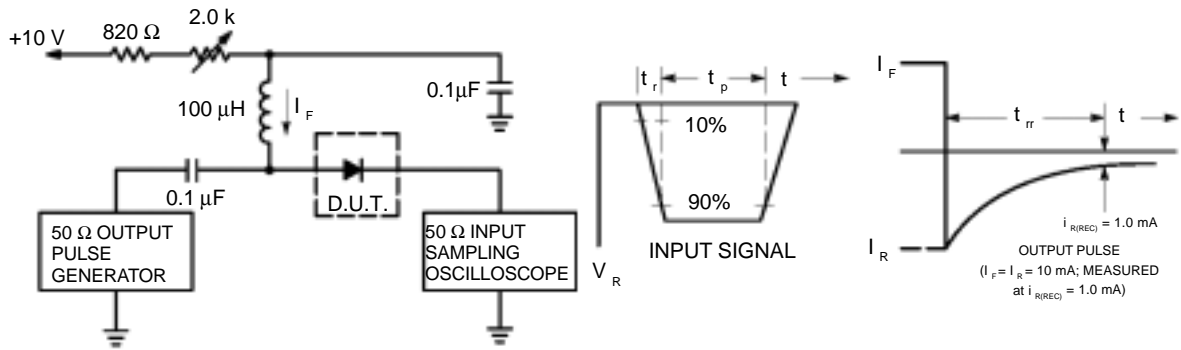 +10 V
820 Ω
2.0 k
100 μH
I F
0.1μF
0.1 μF
D.U.T.
50 Ω OUTPUT
PULSE
GENERATOR
50 Ω INPUT
SAMPLING
OSCILLOSCOPE
t r
t p
t
10%
90%
V R
INPUT SIGNAL
I F
t rr
t
I R
i R(REC) = 1.0 mA
OUTPUT PULSE
(I F = I R = 10 mA; MEASURED
at i R(REC) = 1.0 mA)